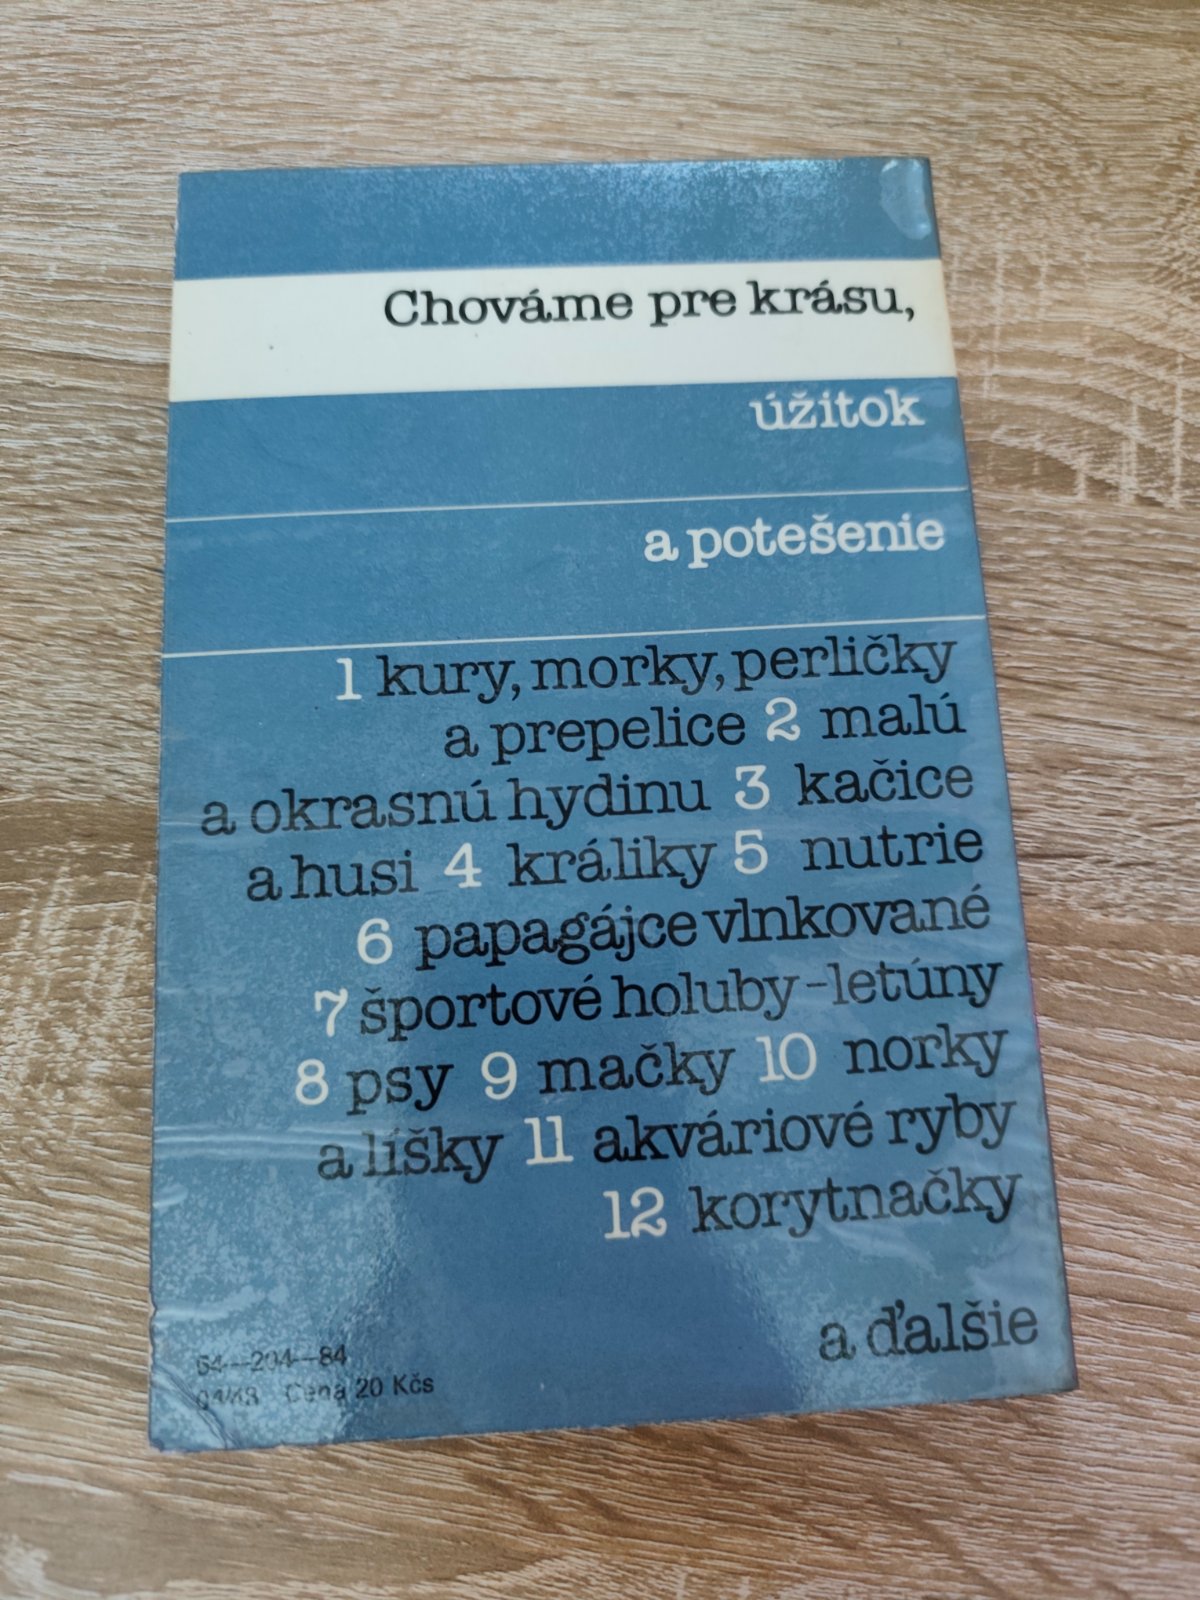 Chováme pre krásu,
úžitok
a potešenie
1 kury, morky, perličky
a prepelice 2 malú
a okrasnú hydinu 3 kačice
a husi 4 králiky 5 nutrie
6 papagájce vlnkované
7 športové holuby-letúny
8 psy 9 mačky 10 norky
a líšky 11 akváriové ryby
12 korytnačky
a ďalšie
64—204—84
04/48 Cena 20 Kčs